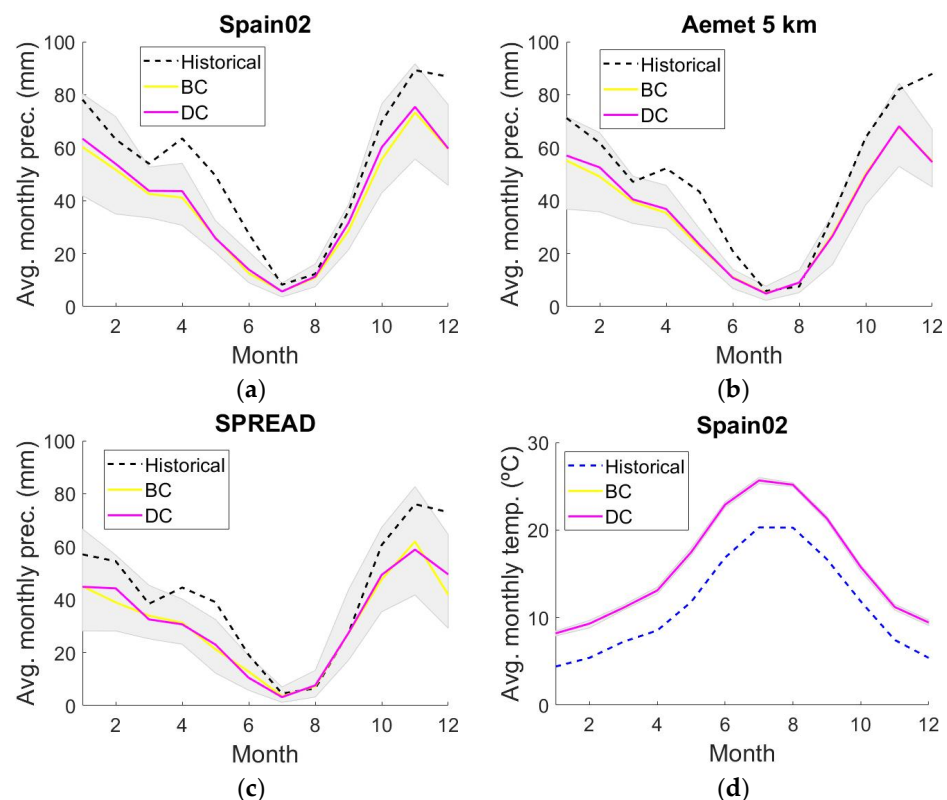 Spain02
Avg. monthly prec. (mm)
100
80
60
40
20
0
Historical
BC
DC
2 4 6 8 10 12
Month
(a)
Aemet 5 km
Avg. monthly prec. (mm)
100
80
60
40
20
0
Historical
BC
DC
2 4 6 8 10 12
Month
(b)
SPREAD
Avg. monthly prec. (mm)
100
80
60
40
20
0
Historical
BC
DC
2 4 6 8 10 12
Month
(c)
Spain02
Avg. monthly temp. (ºC)
30
20
10
0
Historical
BC
DC
2 4 6 8 10 12
Month
(d)